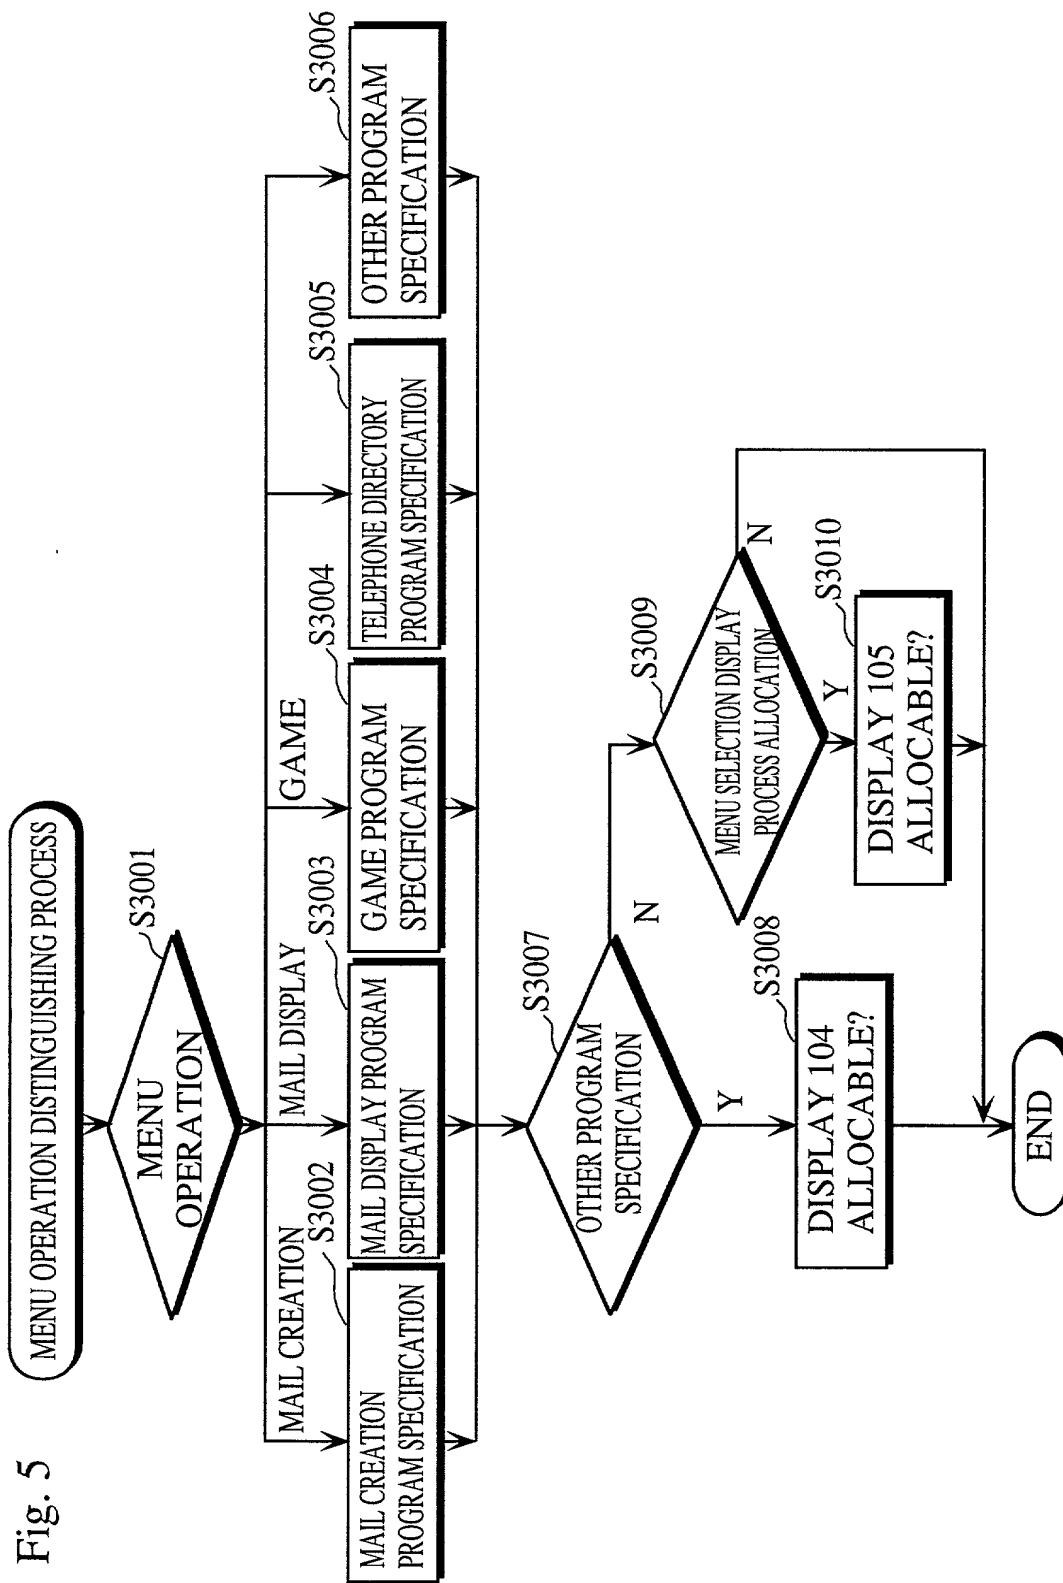 Fig. 5
MENU OPERATION DISTINGUISHING PROCESS
S3001
MENU
OPERATION
MAIL CREATION
MAIL DISPLAY
GAME
S3002
MAIL CREATION
PROGRAM SPECIFICATION
S3003
MAIL DISPLAY PROGRAM
SPECIFICATION
S3004
GAME PROGRAM
SPECIFICATION
S3005
TELEPHONE DIRECTORY
PROGRAM SPECIFICATION
S3006
OTHER PROGRAM
SPECIFICATION
S3007
OTHER PROGRAM
SPECIFICATION
N
Y
S3008
DISPLAY 104
ALLOCABLE?
S3009
MENU SELECTION DISPLAY
PROCESS ALLOCATION
N
Y
S3010
DISPLAY 105
ALLOCABLE?
END